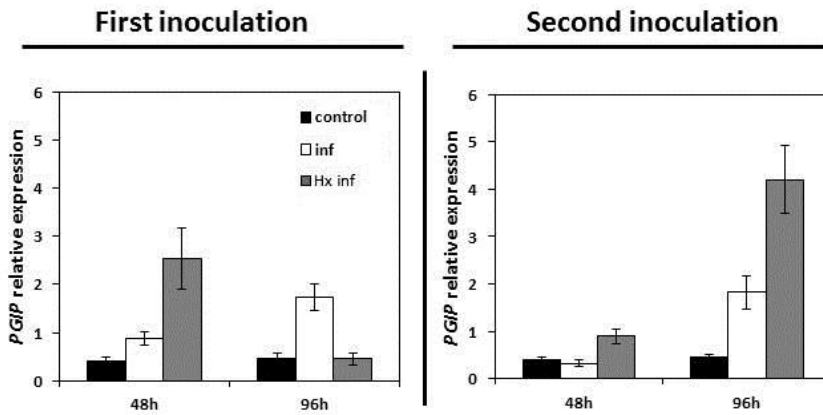 First inoculation
PGIP relative expression
6
5
4
3
2
1
0
control
inf
Hx inf
48h
96h
Second inoculation
PGIP relative expression
6
5
4
3
2
1
0
48h
96h